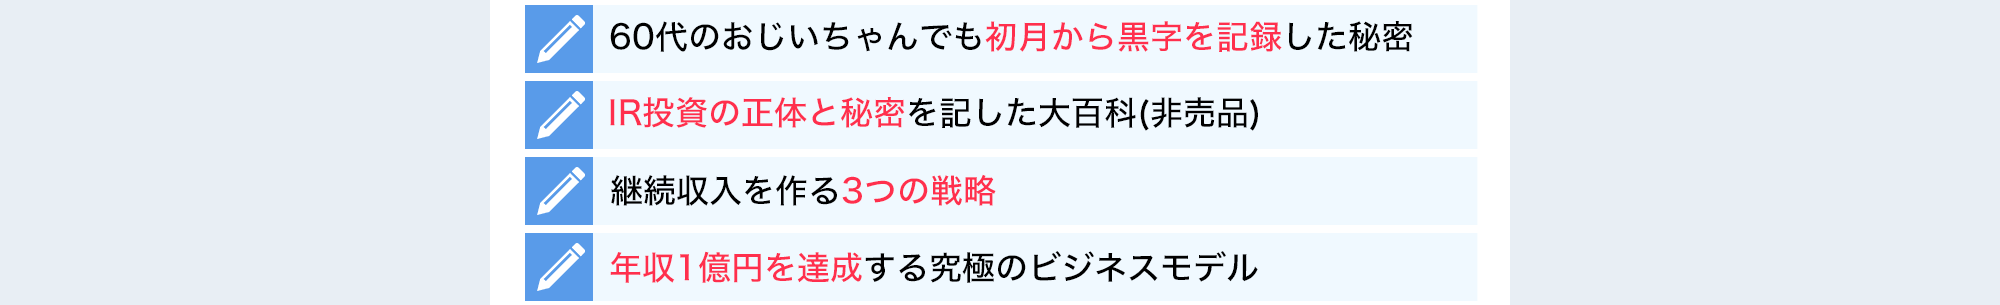 60代のおじいちゃんでも初月から黒字を記録した秘密
IR投資の正体と秘密を記した大百科(非売品)
継続収入を作る3つの戦略
年収1億円を達成する究極のビジネスモデル